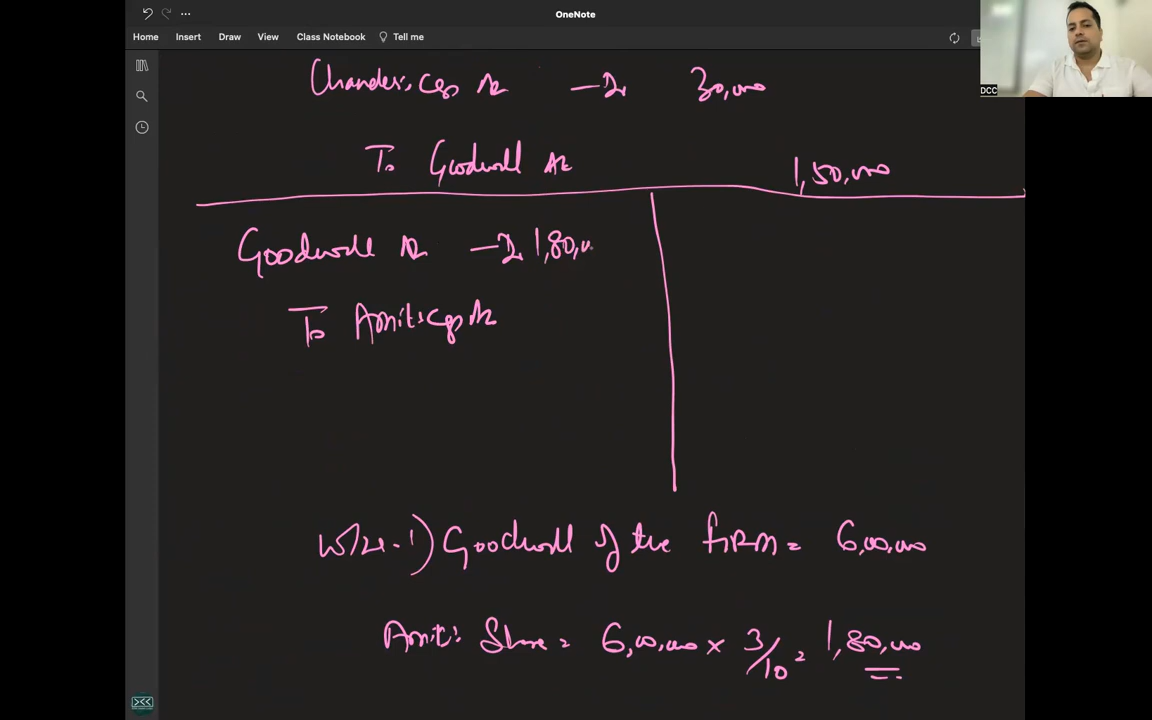 OneNote
Home Insert Draw View Class Notebook Tell me
DCC
Chander's cap A/c — Dr 30,000
To Goodwill A/c 1,50,000
Goodwill A/c — Dr 1,80,0
To Amit's cap A/c
W/N-1) Goodwill of the firm = 6,00,000
Amit's Share = 6,00,000 × 3/10 = 1,80,000